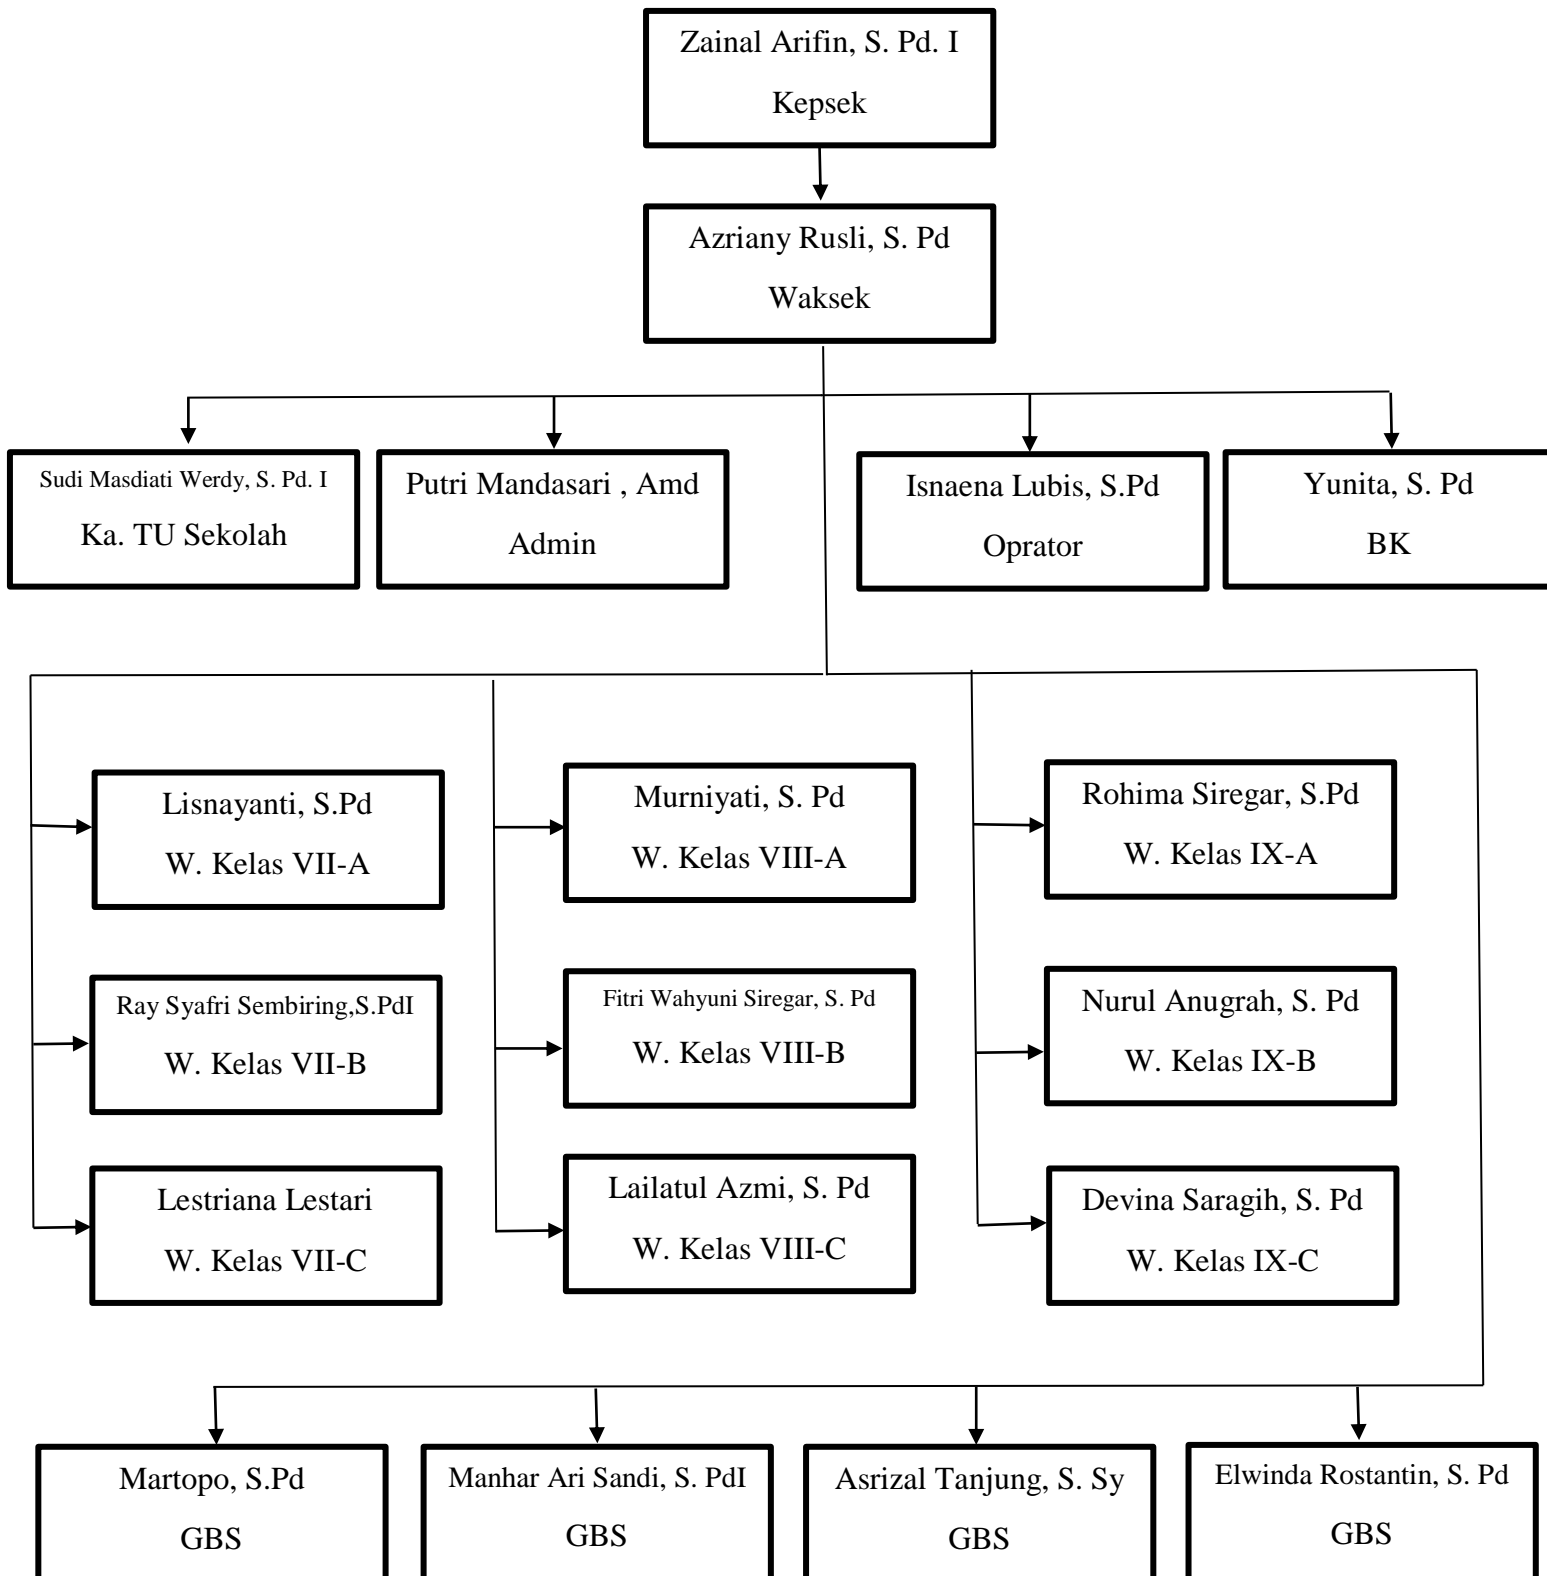 Zainal Arifin, S. Pd. I
Kepsek
Azriany Rusli, S. Pd
Waksek
Sudi Masdiati Werdy, S. Pd. I
Ka. TU Sekolah
Putri Mandasari , Amd
Admin
Isnaena Lubis, S.Pd
Oprator
Yunita, S. Pd
BK
Lisnayanti, S.Pd
W. Kelas VII-A
Murniyati, S. Pd
W. Kelas VIII-A
Rohima Siregar, S.Pd
W. Kelas IX-A
Ray Syafri Sembiring,S.PdI
W. Kelas VII-B
Fitri Wahyuni Siregar, S. Pd
W. Kelas VIII-B
Nurul Anugrah, S. Pd
W. Kelas IX-B
Lestriana Lestari
W. Kelas VII-C
Lailatul Azmi, S. Pd
W. Kelas VIII-C
Devina Saragih, S. Pd
W. Kelas IX-C
Martopo, S.Pd
GBS
Manhar Ari Sandi, S. PdI
GBS
Asrizal Tanjung, S. Sy
GBS
Elwinda Rostantin, S. Pd
GBS